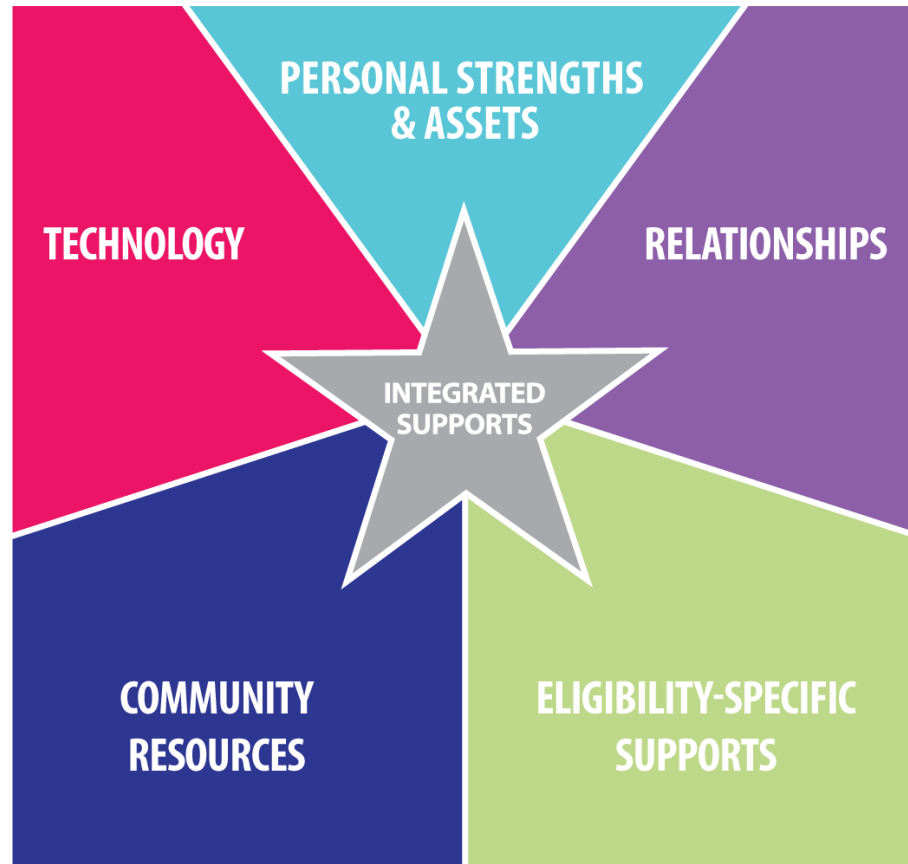 PERSONAL STRENGTHS
& ASSETS
TECHNOLOGY
RELATIONSHIPS
INTEGRATED
SUPPORTS
COMMUNITY
RESOURCES
ELIGIBILITY-SPECIFIC
SUPPORTS